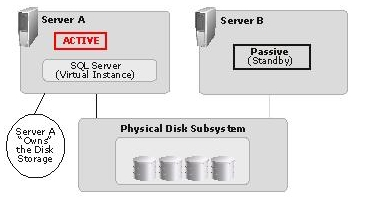 Server A
ACTIVE
SQL Server
(Virtual Instance)
Server B
Passive
(Standby)
Server A
"Owns"
the Disk
Storage
Physical Disk Subsystem